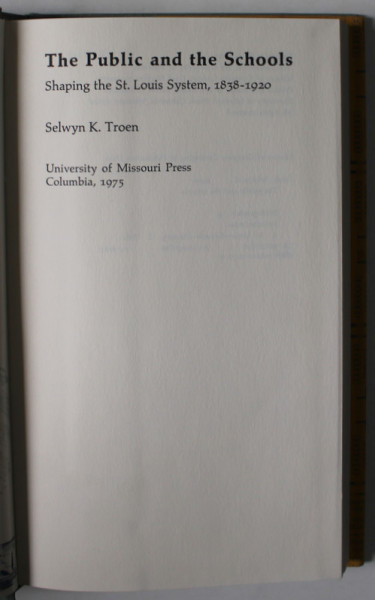 The Public and the Schools
Shaping the St. Louis System, 1838-1920
Selwyn K. Troen
University of Missouri Press
Columbia, 1975